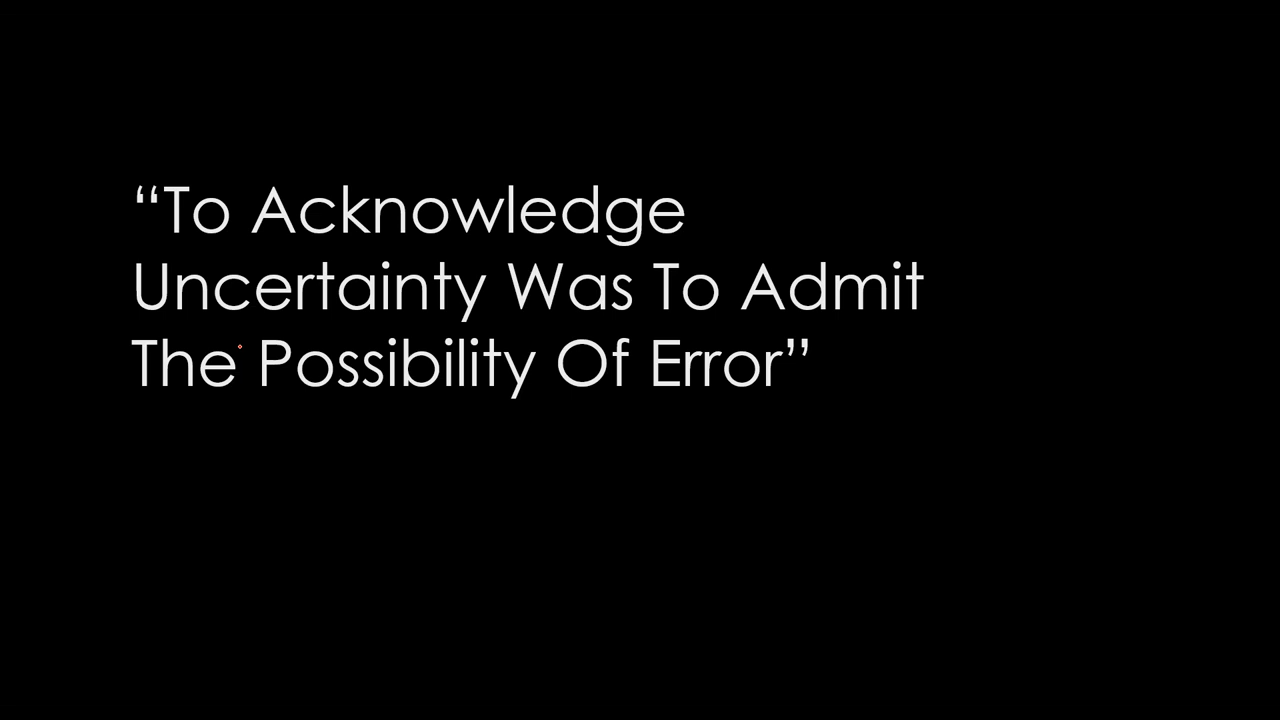 “To Acknowledge
Uncertainty Was To Admit
The Possibility Of Error”